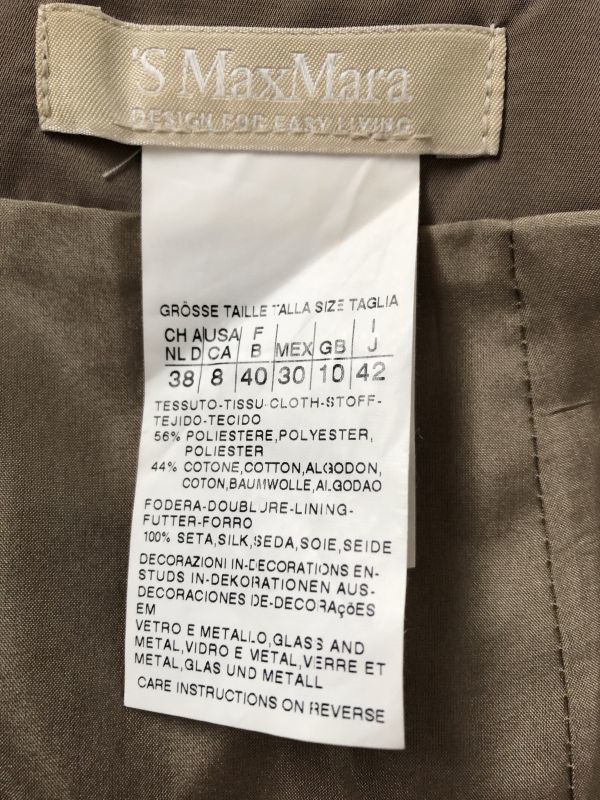 'S MaxMara
DESIGN FOR EASY LIVING
GRÖSSE TAILLE TALLA SIZE TAGLIA
CH A|USA| F | | | I
NL D|CA| B |MEX|GB| J
38|8|40|30|10|42
TESSUTO-TISSU-CLOTH-STOFF-
TEJIDO-TECIDO
56% POLIESTERE,POLYESTER,
POLIESTER
44% COTONE,COTTON,ALGODON,
COTON,BAUMWOLLE,ALGODAO
FODERA-DOUBLURE-LINING-
FUTTER-FORRO
100% SETA,SILK,SEDA,SOIE,SEIDE
DECORAZIONI IN-DECORATIONS EN-
STUDS IN-DEKORATIONEN AUS-
DECORACIONES DE-DECORAÇÕES
EM
VETRO E METALLO,GLASS AND
METAL,VIDRO E METAL,VERRE ET
METAL,GLAS UND METALL
CARE INSTRUCTIONS ON REVERSE